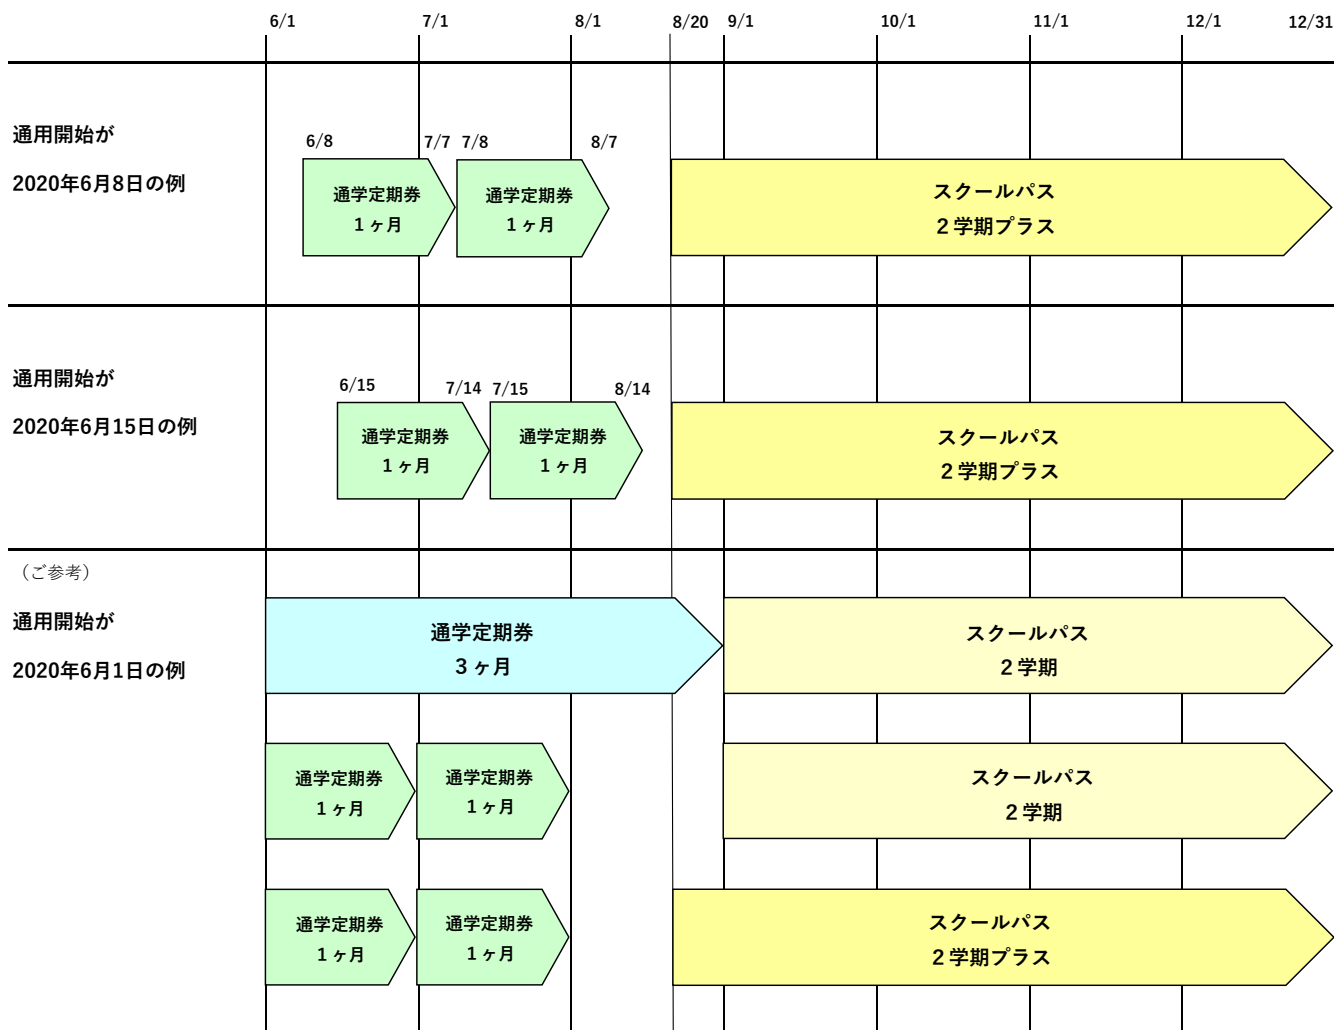 6/1 7/1 8/1 8/20 9/1 10/1 11/1 12/1 12/31
通用開始が
2020年6月8日の例
6/8 7/7 7/8 8/7
通学定期券
１ヶ月
通学定期券
１ヶ月
スクールパス
２学期プラス
通用開始が
2020年6月15日の例
6/15 7/14 7/15 8/14
通学定期券
１ヶ月
通学定期券
１ヶ月
スクールパス
２学期プラス
（ご参考）
通用開始が
2020年6月1日の例
通学定期券
３ヶ月
スクールパス
２学期
通学定期券
１ヶ月
通学定期券
１ヶ月
スクールパス
２学期
通学定期券
１ヶ月
通学定期券
１ヶ月
スクールパス
２学期プラス